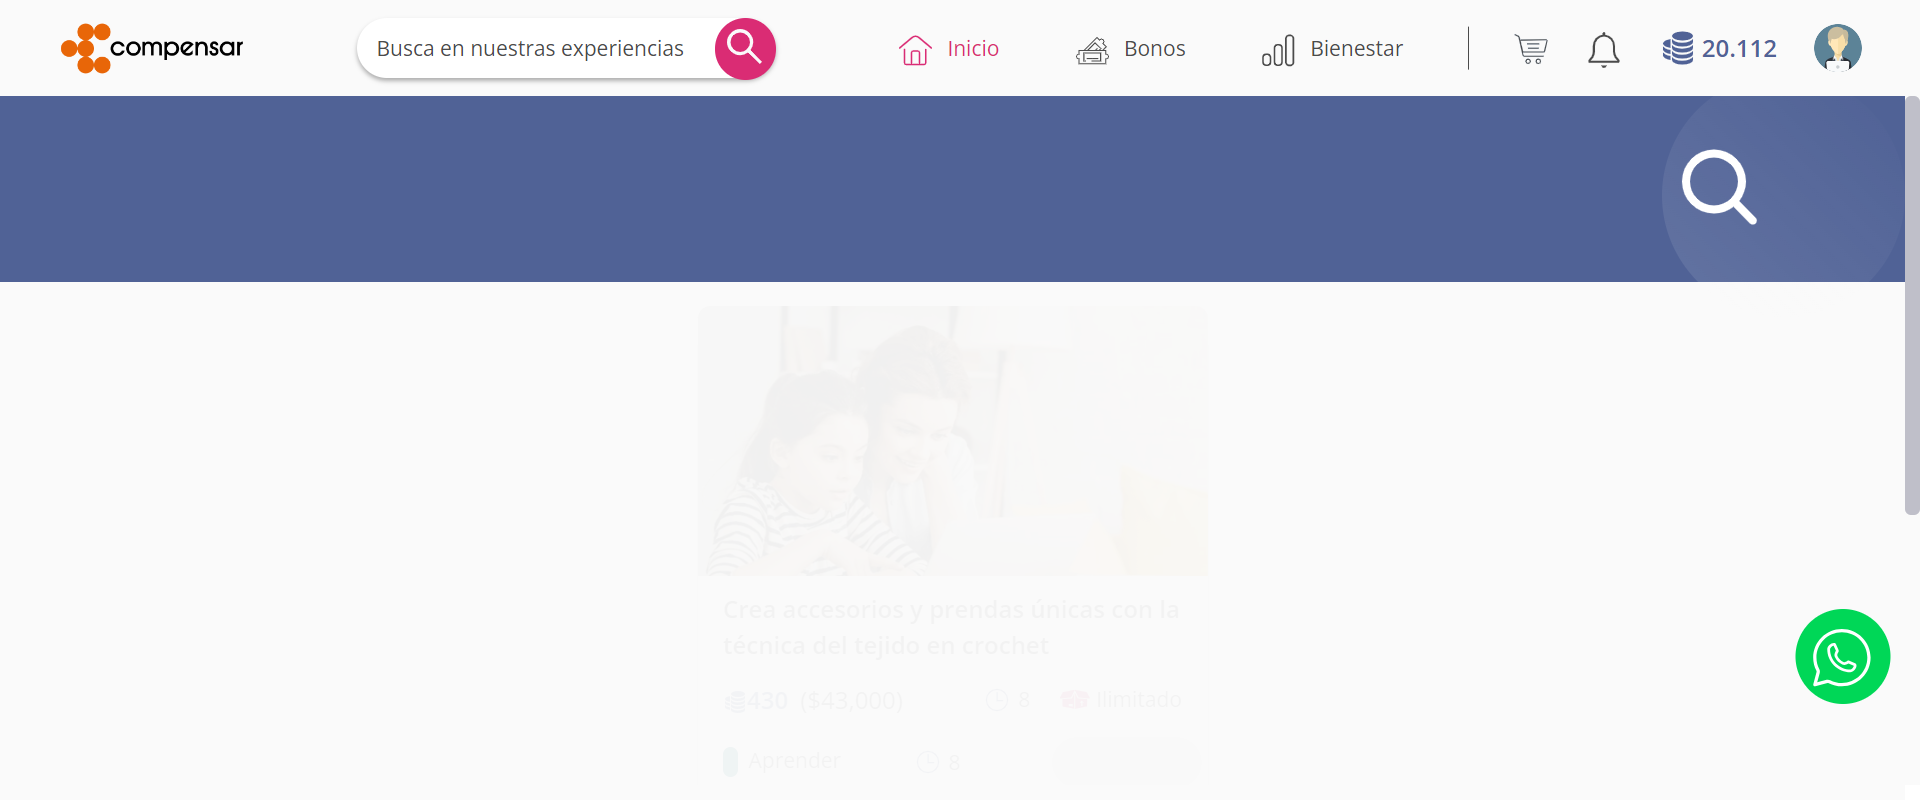 compensar
Busca en nuestras experiencias
Inicio
Bonos
Bienestar
20.112
Crea accesorios y prendas únicas con la
técnica del tejido en crochet
430 ($43,000)
8
Ilimitado
Aprender
8